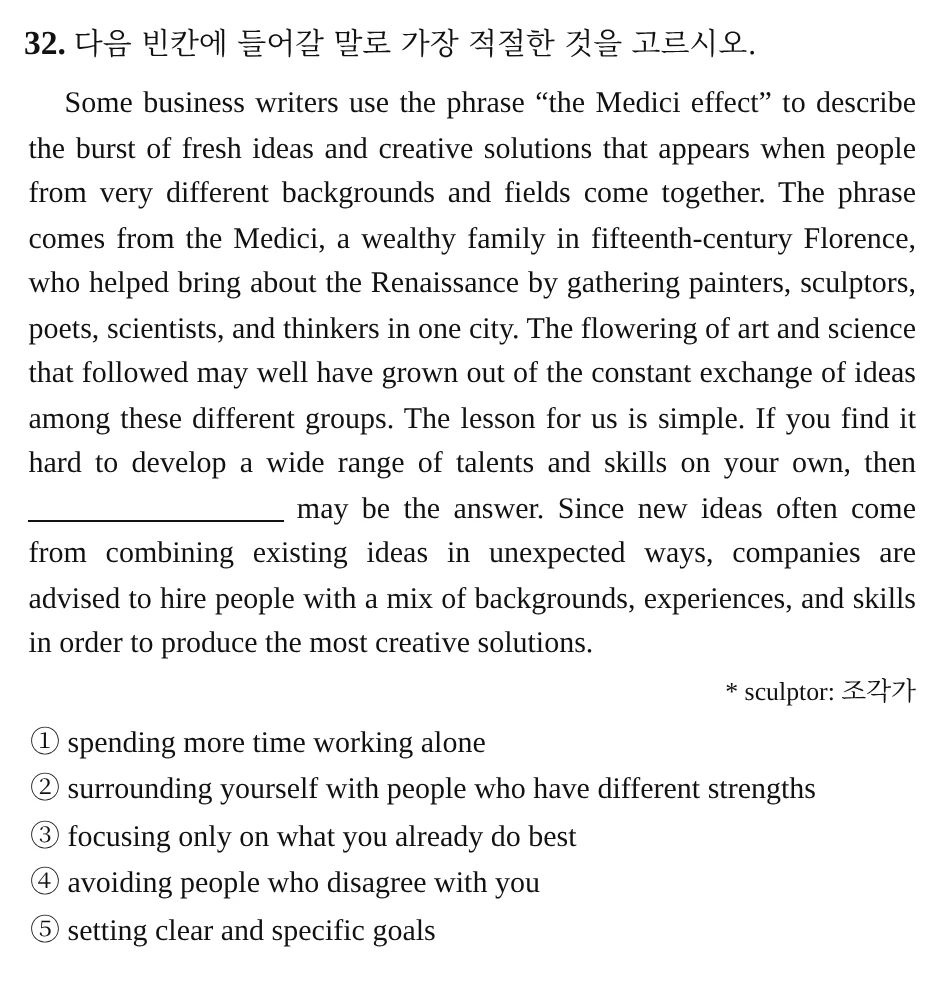 32. 다음 빈칸에 들어갈 말로 가장 적절한 것을 고르시오.
Some business writers use the phrase “the Medici effect” to describe
the burst of fresh ideas and creative solutions that appears when people
from very different backgrounds and fields come together. The phrase
comes from the Medici, a wealthy family in fifteenth-century Florence,
who helped bring about the Renaissance by gathering painters, sculptors,
poets, scientists, and thinkers in one city. The flowering of art and science
that followed may well have grown out of the constant exchange of ideas
among these different groups. The lesson for us is simple. If you find it
hard to develop a wide range of talents and skills on your own, then
________________ may be the answer. Since new ideas often come
from combining existing ideas in unexpected ways, companies are
advised to hire people with a mix of backgrounds, experiences, and skills
in order to produce the most creative solutions.
* sculptor: 조각가
① spending more time working alone
② surrounding yourself with people who have different strengths
③ focusing only on what you already do best
④ avoiding people who disagree with you
⑤ setting clear and specific goals